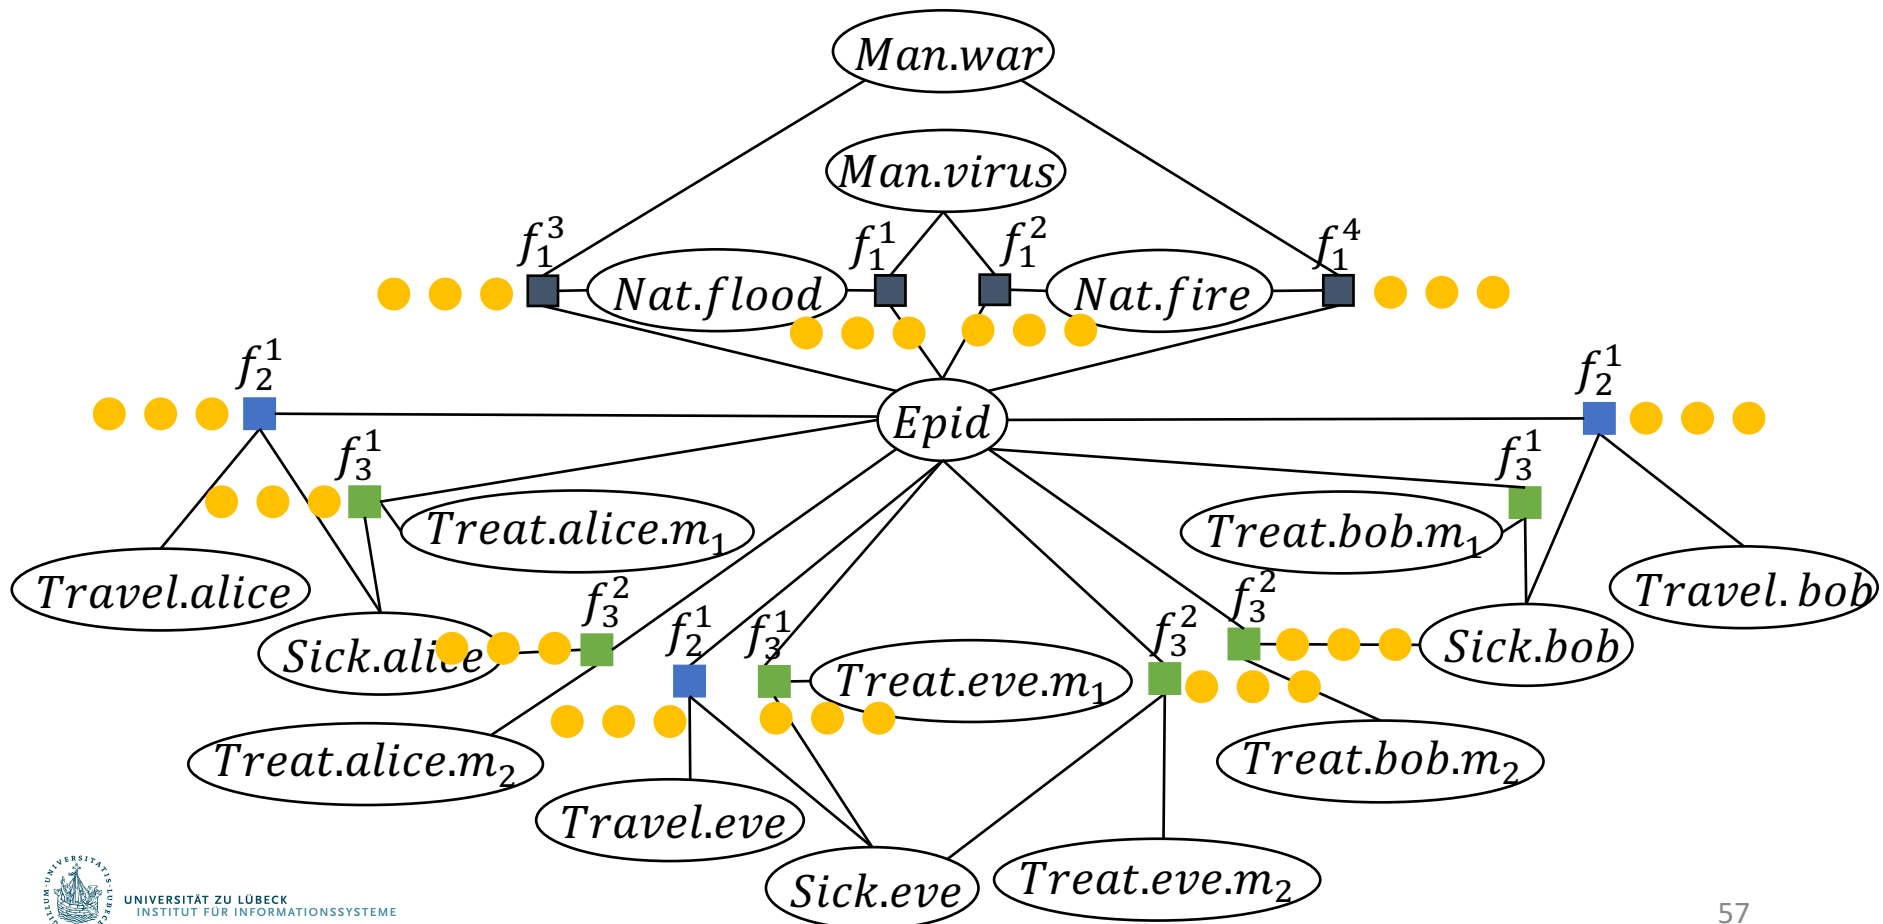 Man.war
Man.virus
f_1^3
f_1^1
f_1^2
f_1^4
Nat.flood
Nat.fire
f_2^1
Epid
f_2^1
f_3^1
f_3^1
Treat.alice.m_1
Treat.bob.m_1
Travel.alice
Travel.bob
f_3^2
f_2^1
f_3^1
f_3^2
f_3^2
Sick.alice
Treat.eve.m_1
Sick.bob
Treat.alice.m_2
Treat.bob.m_2
Travel.eve
Sick.eve
Treat.eve.m_2
UNIVERSITÄT ZU LÜBECK
INSTITUT FÜR INFORMATIONSSYSTEME
57